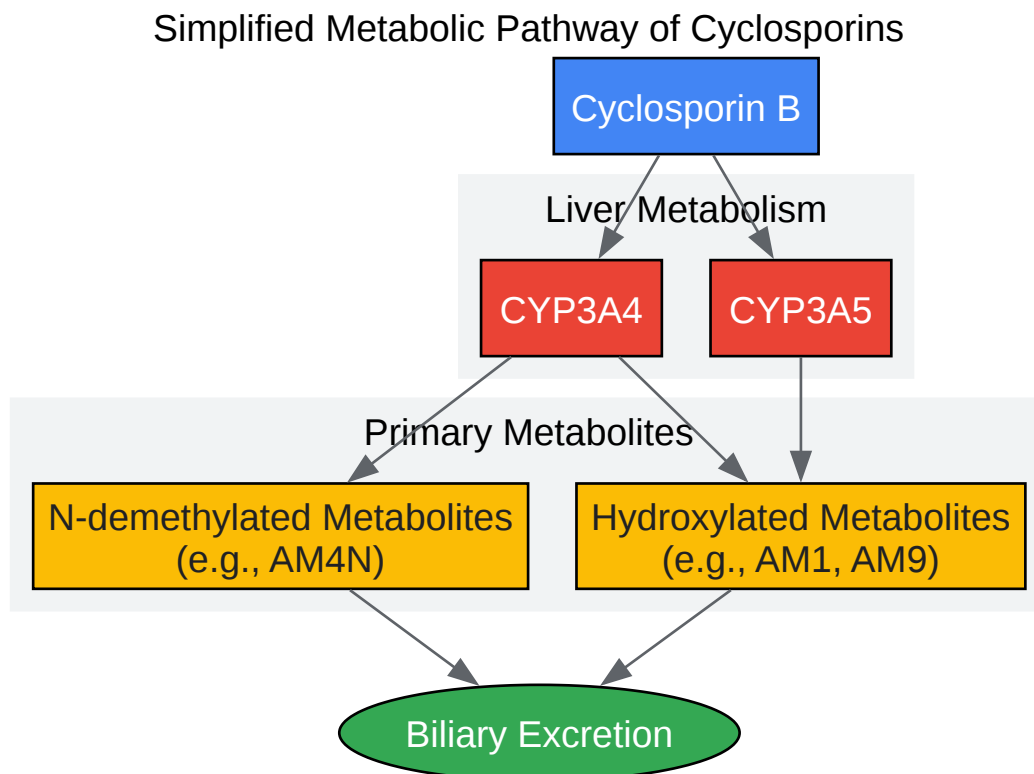 Simplified Metabolic Pathway of Cyclosporins
Cyclosporin B
Liver Metabolism
CYP3A4
CYP3A5
Primary Metabolites
N-demethylated Metabolites
(e.g., AM4N)
Hydroxylated Metabolites
(e.g., AM1, AM9)
Biliary Excretion